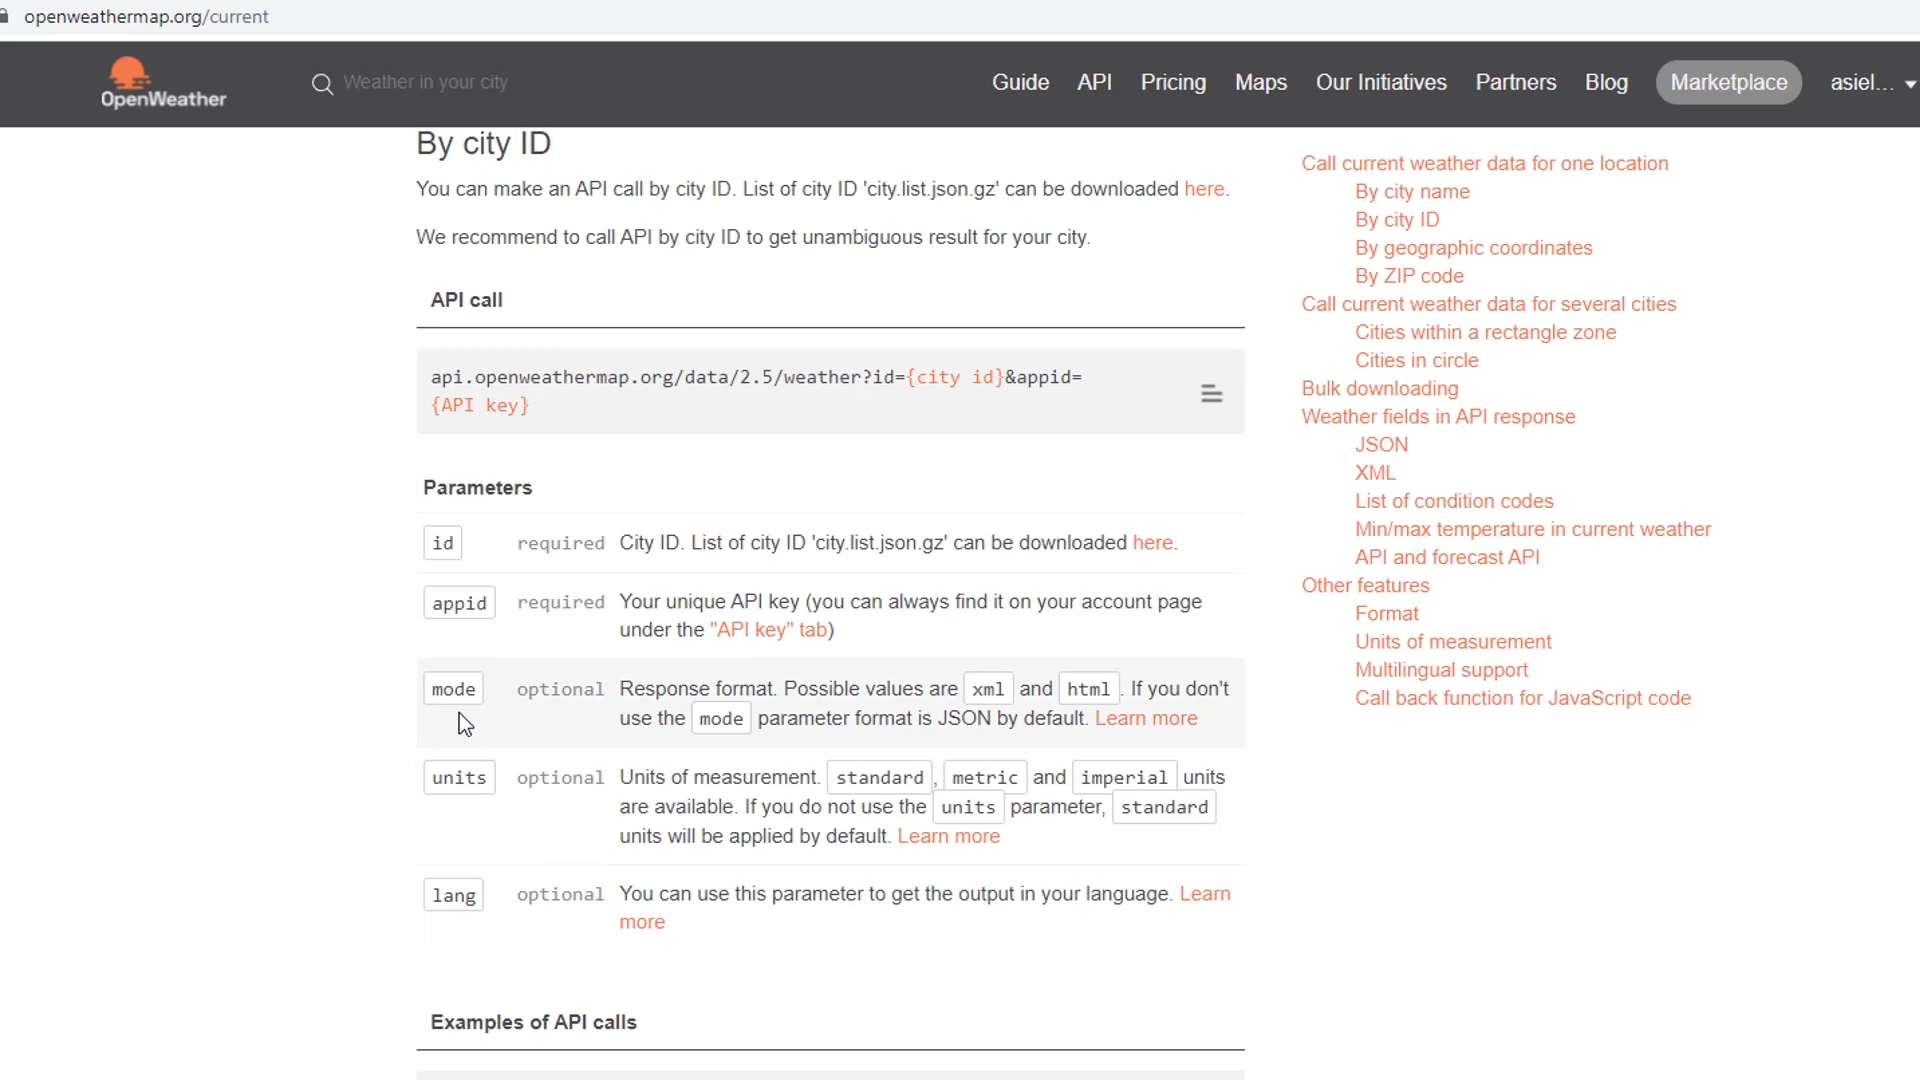 openweathermap.org/current
OpenWeather
Weather in your city
Guide API Pricing Maps Our Initiatives Partners Blog Marketplace asiel...
By city ID
You can make an API call by city ID. List of city ID 'city.list.json.gz' can be downloaded here.
We recommend to call API by city ID to get unambiguous result for your city.
API call
api.openweathermap.org/data/2.5/weather?id={city id}&appid=
{API key}
Parameters
id required City ID. List of city ID 'city.list.json.gz' can be downloaded here.
appid required Your unique API key (you can always find it on your account page
under the "API key" tab)
mode optional Response format. Possible values are xml and html. If you don't
use the mode parameter format is JSON by default. Learn more
units optional Units of measurement. standard, metric and imperial units
are available. If you do not use the units parameter, standard
units will be applied by default. Learn more
lang optional You can use this parameter to get the output in your language. Learn
more
Examples of API calls
Call current weather data for one location
By city name
By city ID
By geographic coordinates
By ZIP code
Call current weather data for several cities
Cities within a rectangle zone
Cities in circle
Bulk downloading
Weather fields in API response
JSON
XML
List of condition codes
Min/max temperature in current weather
API and forecast API
Other features
Format
Units of measurement
Multilingual support
Call back function for JavaScript code